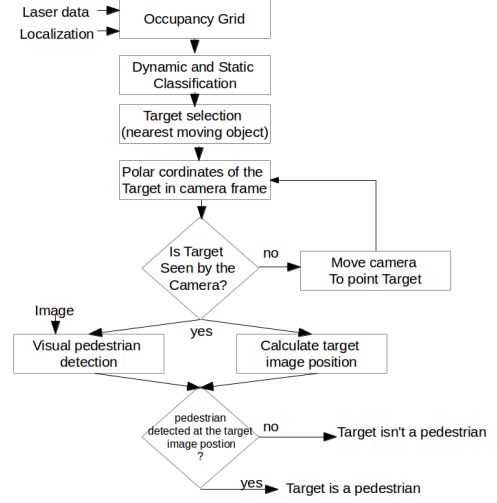 Laser data
Localization
Occupancy Grid
Dynamic and Static
Classification
Target selection
(nearest moving object)
Polar cordinates of the
Target in camera frame
Is Target
Seen by the
Camera?
no
Move camera
To point Target
yes
Image
Visual pedestrian
detection
Calculate target
image position
pedestrian
detected at the target
image postion
?
no
Target isn't a pedestrian
yes
Target is a pedestrian